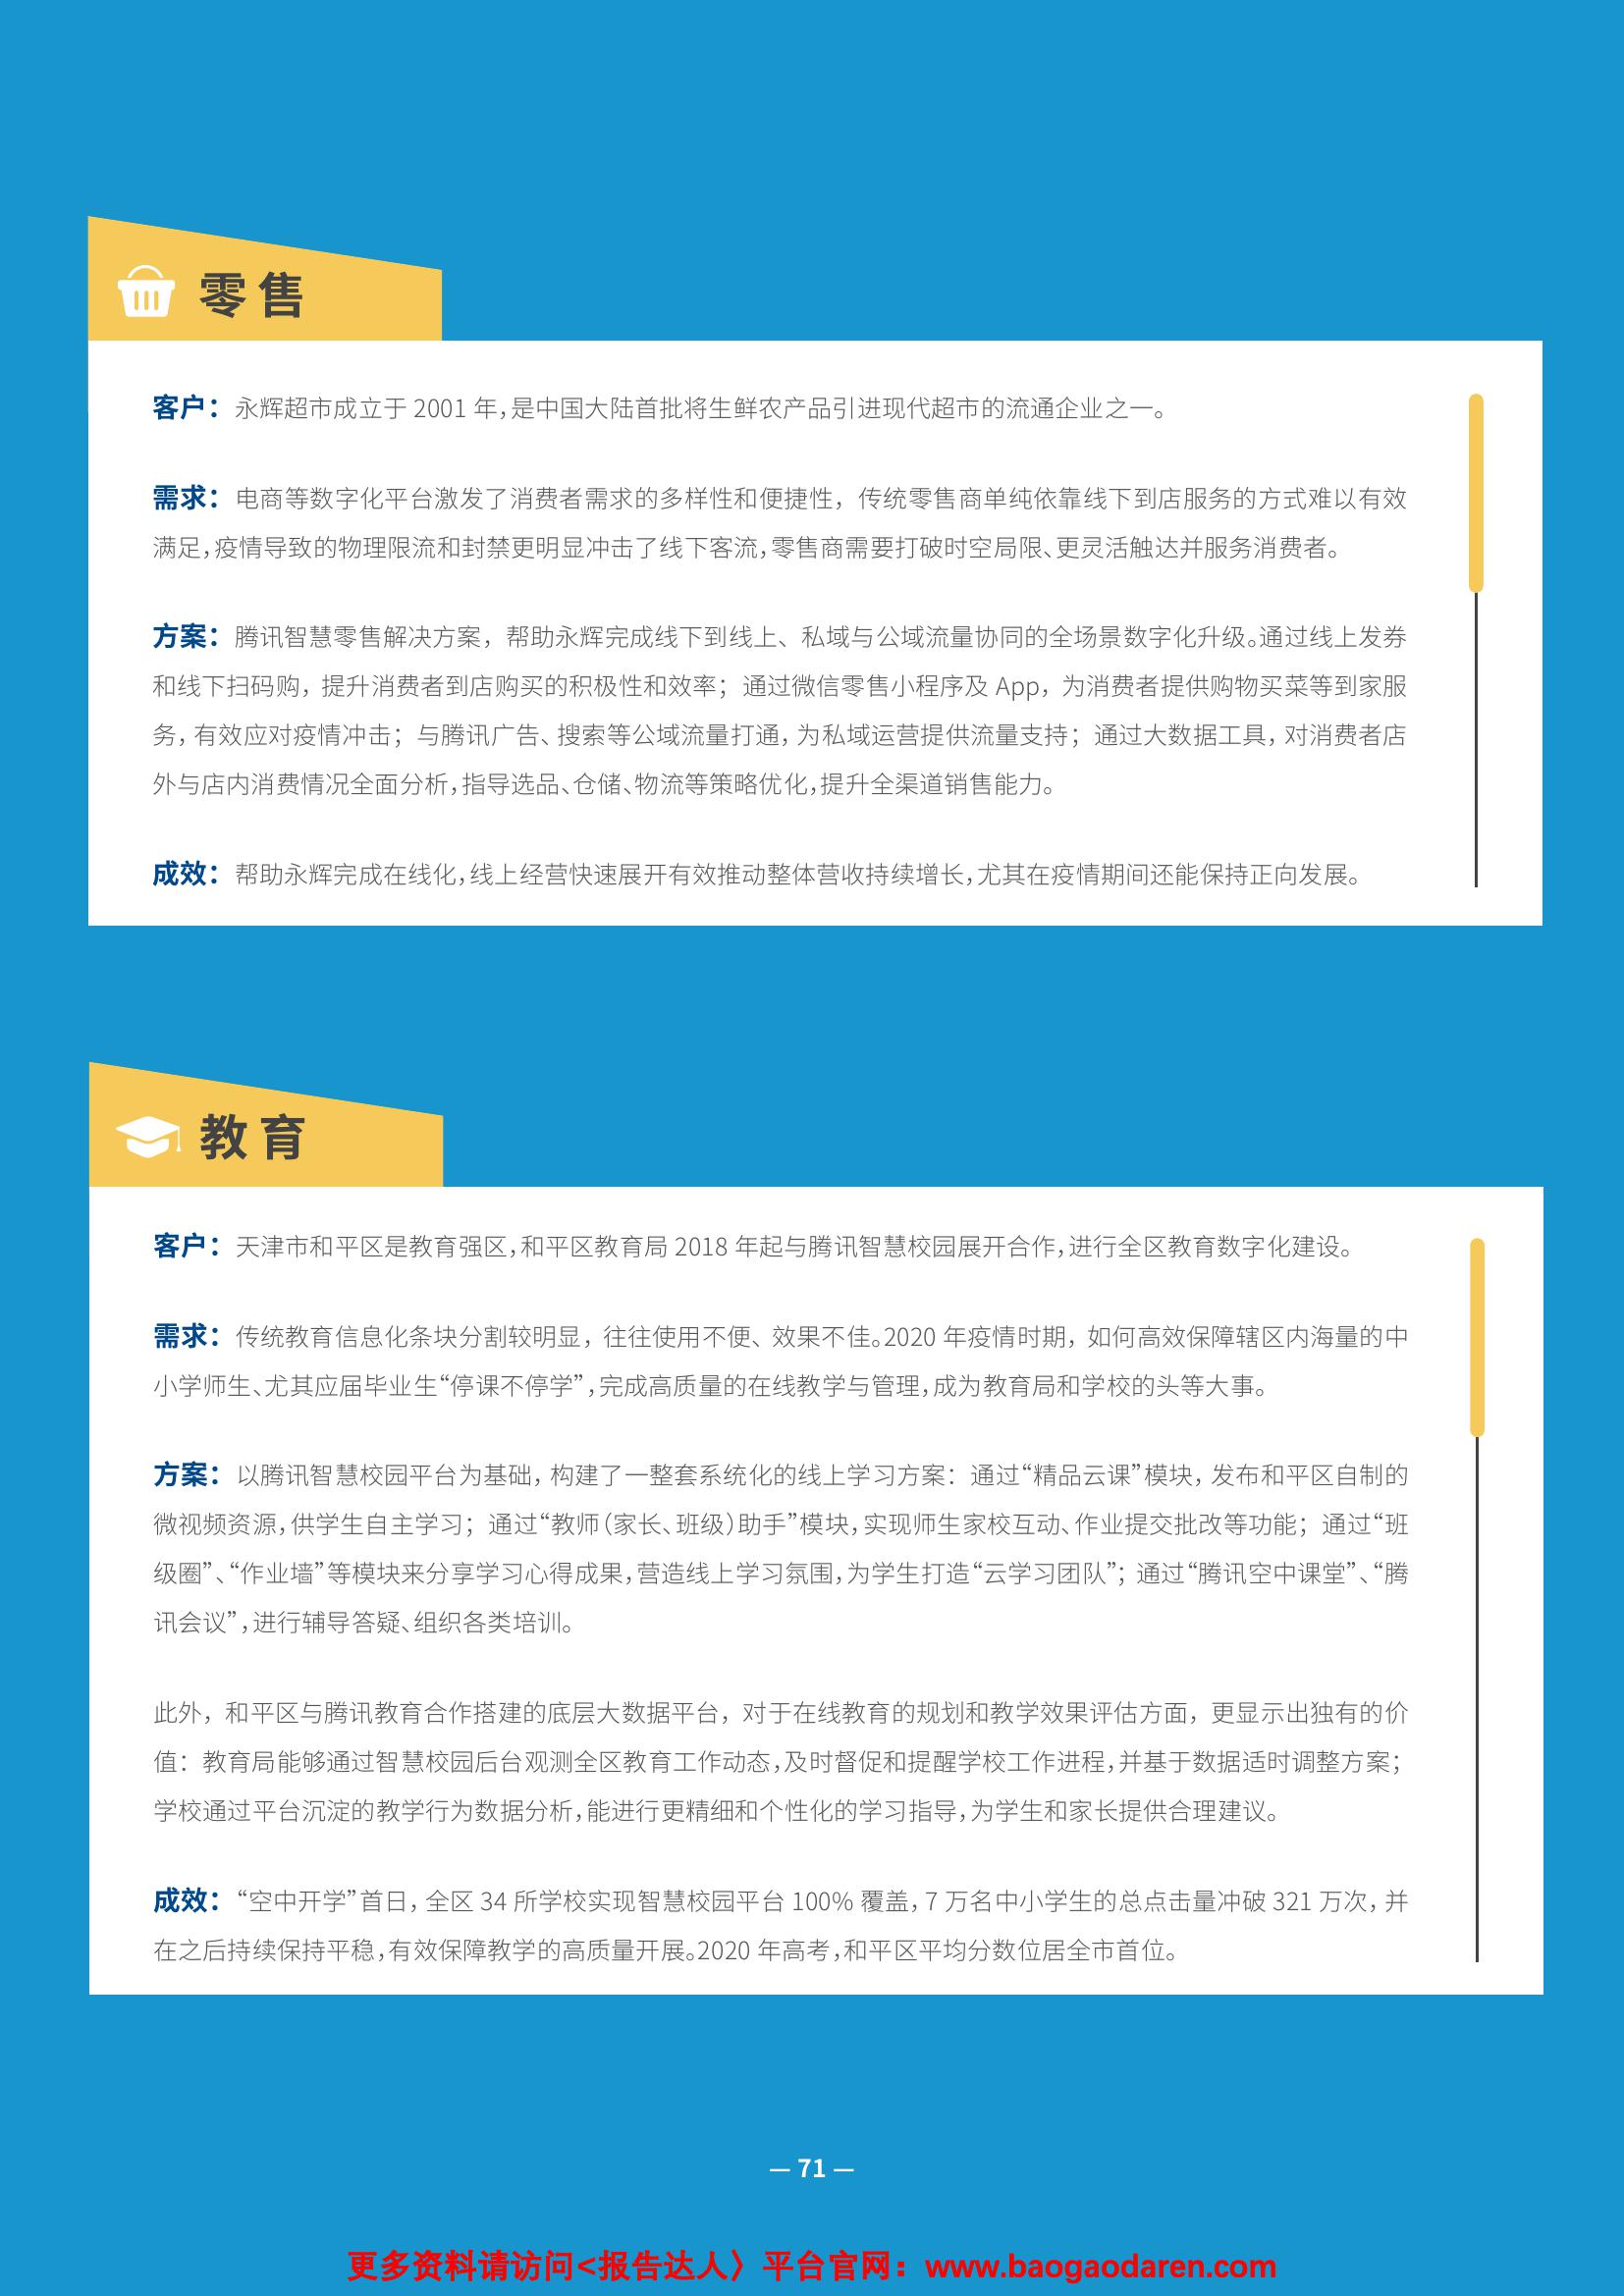 零售
客户：永辉超市成立于 2001 年，是中国大陆首批将生鲜农产品引进现代超市的流通企业之一。
需求：电商等数字化平台激发了消费者需求的多样性和便捷性，传统零售商单纯依靠线下到店服务的方式难以有效
满足，疫情导致的物理限流和封禁更明显冲击了线下客流，零售商需要打破时空局限、更灵活触达并服务消费者。
方案：腾讯智慧零售解决方案，帮助永辉完成线下到线上、私域与公域流量协同的全场景数字化升级。通过线上发券
和线下扫码购，提升消费者到店购买的积极性和效率；通过微信零售小程序及 App，为消费者提供购物买菜等到家服
务，有效应对疫情冲击；与腾讯广告、搜索等公域流量打通，为私域运营提供流量支持；通过大数据工具，对消费者店
外与店内消费情况全面分析，指导选品、仓储、物流等策略优化，提升全渠道销售能力。
成效：帮助永辉完成在线化，线上经营快速展开有效推动整体营收持续增长，尤其在疫情期间还能保持正向发展。
教育
客户：天津市和平区是教育强区，和平区教育局 2018 年起与腾讯智慧校园展开合作，进行全区教育数字化建设。
需求：传统教育信息化条块分割较明显，往往使用不便、效果不佳。2020 年疫情时期，如何高效保障辖区内海量的中
小学师生、尤其应届毕业生“停课不停学”，完成高质量的在线教学与管理，成为教育局和学校的头等大事。
方案：以腾讯智慧校园平台为基础，构建了一整套系统化的线上学习方案：通过“精品云课”模块，发布和平区自制的
微视频资源，供学生自主学习；通过“教师（家长、班级）助手”模块，实现师生家校互动、作业提交批改等功能；通过“班
级圈”、“作业墙”等模块来分享学习心得成果，营造线上学习氛围，为学生打造“云学习团队”；通过“腾讯空中课堂”、“腾
讯会议”，进行辅导答疑、组织各类培训。
此外，和平区与腾讯教育合作搭建的底层大数据平台，对于在线教育的规划和教学效果评估方面，更显示出独有的价
值：教育局能够通过智慧校园后台观测全区教育工作动态，及时督促和提醒学校工作进程，并基于数据适时调整方案；
学校通过平台沉淀的教学行为数据分析，能进行更精细和个性化的学习指导，为学生和家长提供合理建议。
成效：“空中开学”首日，全区 34 所学校实现智慧校园平台 100% 覆盖，7 万名中小学生的总点击量冲破 321 万次，并
在之后持续保持平稳，有效保障教学的高质量开展。2020 年高考，和平区平均分数位居全市首位。
— 71 —
更多资料请访问<报告达人〉平台官网：www.baogaodaren.com